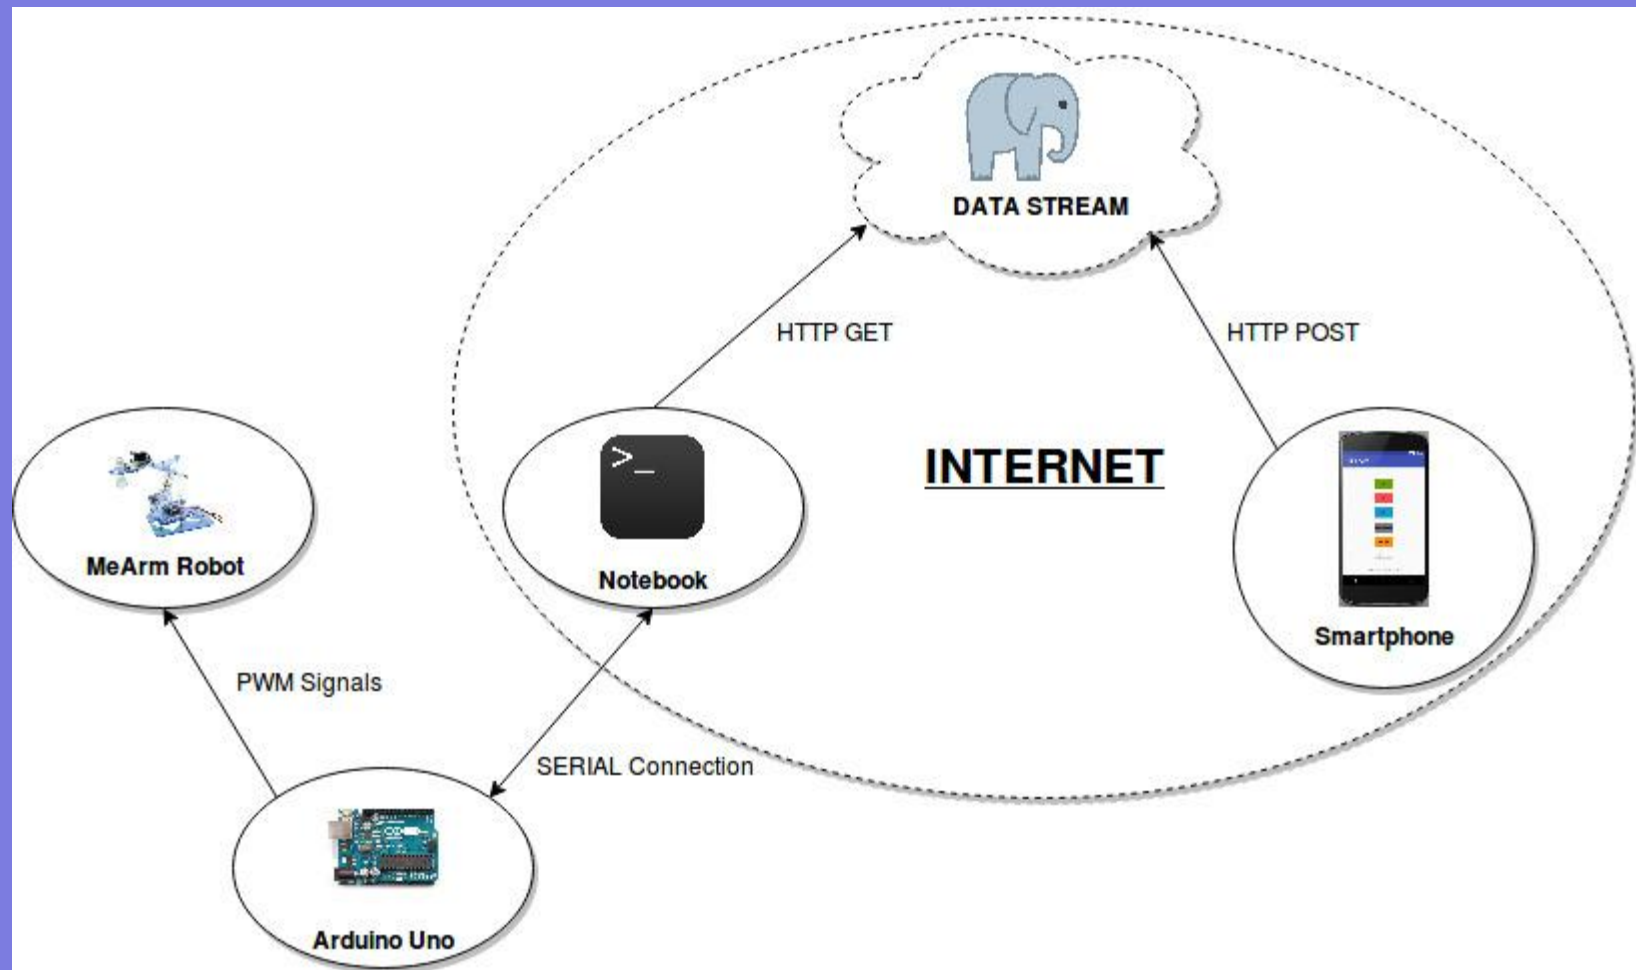 DATA STREAM
HTTP GET
HTTP POST
INTERNET
>_
MeArm Robot
Notebook
Smartphone
PWM Signals
SERIAL Connection
Arduino Uno